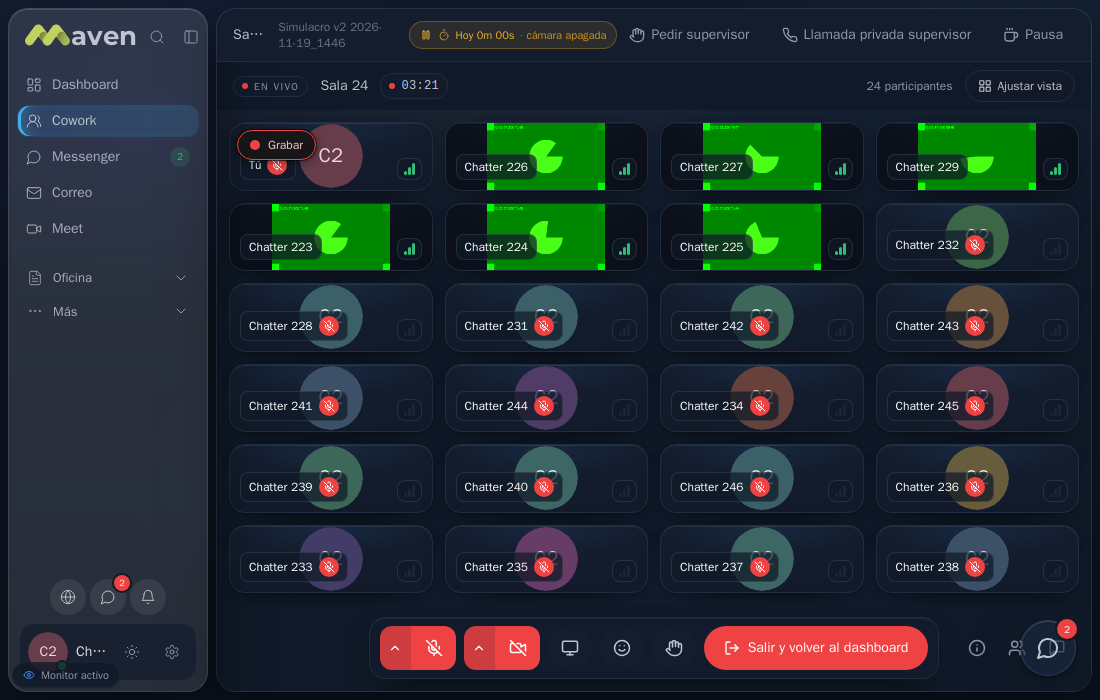 maven
Dashboard
Cowork
Messenger 2
Correo
Meet
Oficina
Más
2
C2 Ch···
Monitor activo
Sa···
Simulacro v2 2026-
11-19_1446
Hoy 0m 00s · cámara apagada
Pedir supervisor
Llamada privada supervisor
Pausa
EN VIVO
Sala 24
03:21
24 participantes
Ajustar vista
Grabar
Tú
C2
Chatter 226
Chatter 227
Chatter 229
Chatter 223
Chatter 224
Chatter 225
Chatter 232
Chatter 228
Chatter 231
Chatter 242
Chatter 243
Chatter 241
Chatter 244
Chatter 234
Chatter 245
Chatter 239
Chatter 240
Chatter 246
Chatter 236
Chatter 233
Chatter 235
Chatter 237
Chatter 238
Salir y volver al dashboard
2